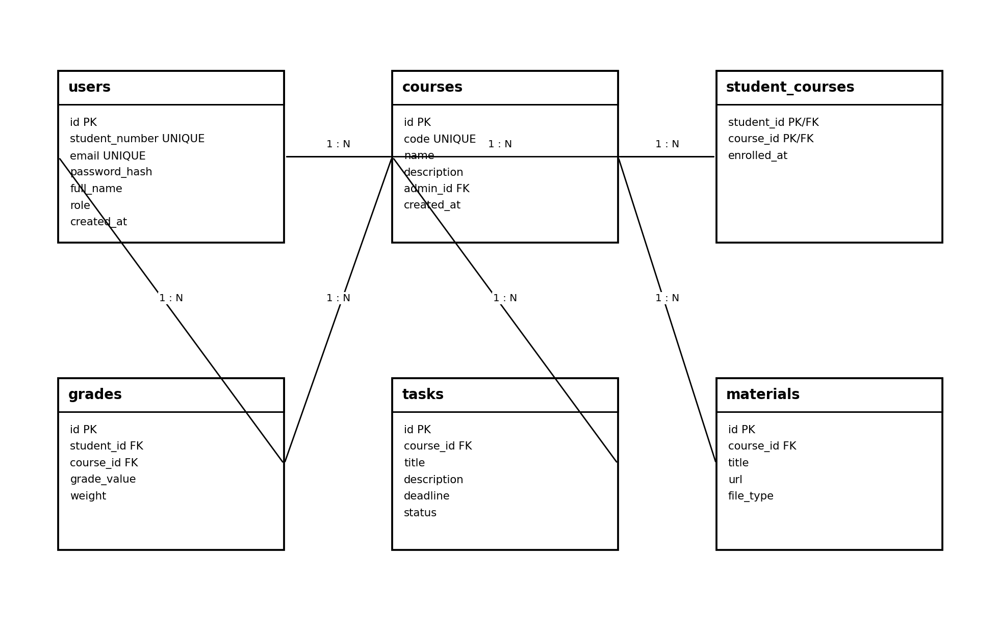 users
id PK
student_number UNIQUE
email UNIQUE
password_hash
full_name
role
created_at
1 : N
courses
id PK
code UNIQUE
name
description
admin_id FK
created_at
1 : N
1 : N
student_courses
student_id PK/FK
course_id PK/FK
enrolled_at
1 : N
1 : N
1 : N
1 : N
grades
id PK
student_id FK
course_id FK
grade_value
weight
tasks
id PK
course_id FK
title
description
deadline
status
materials
id PK
course_id FK
title
url
file_type